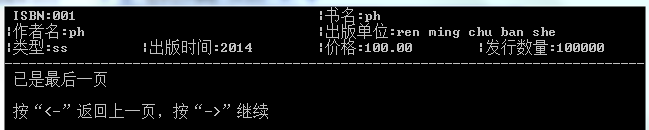 ISBN:001 ¦书名:ph
¦作者名:ph ¦出版单位:ren ming chu ban she
¦类型:ss ¦出版时间:2014 ¦价格:100.00 ¦发行数量:100000
已是最后一页
按“<-”返回上一页，按“->”继续